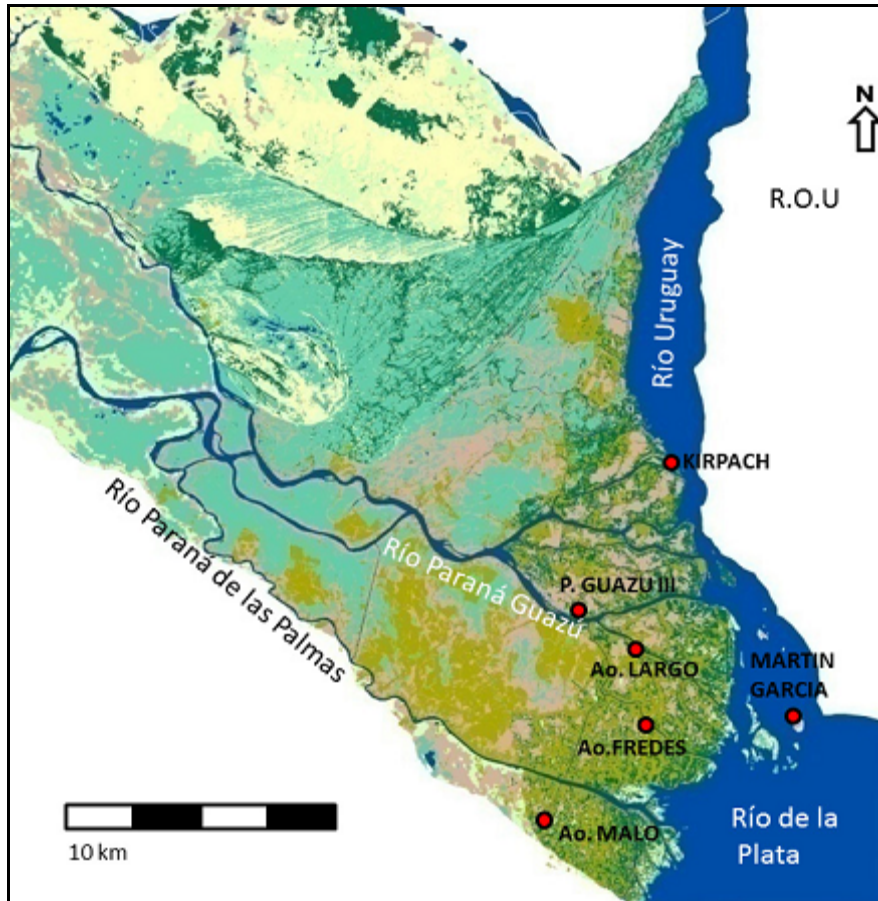 N
R.O.U
Río Uruguay
KIRPACH
Río Paraná de las Palmas
Río Paraná Guazú
P. GUAZU III
Ao. LARGO
MARTIN
GARCIA
Ao.FREDES
Ao. MALO
Río de la
Plata
10 km